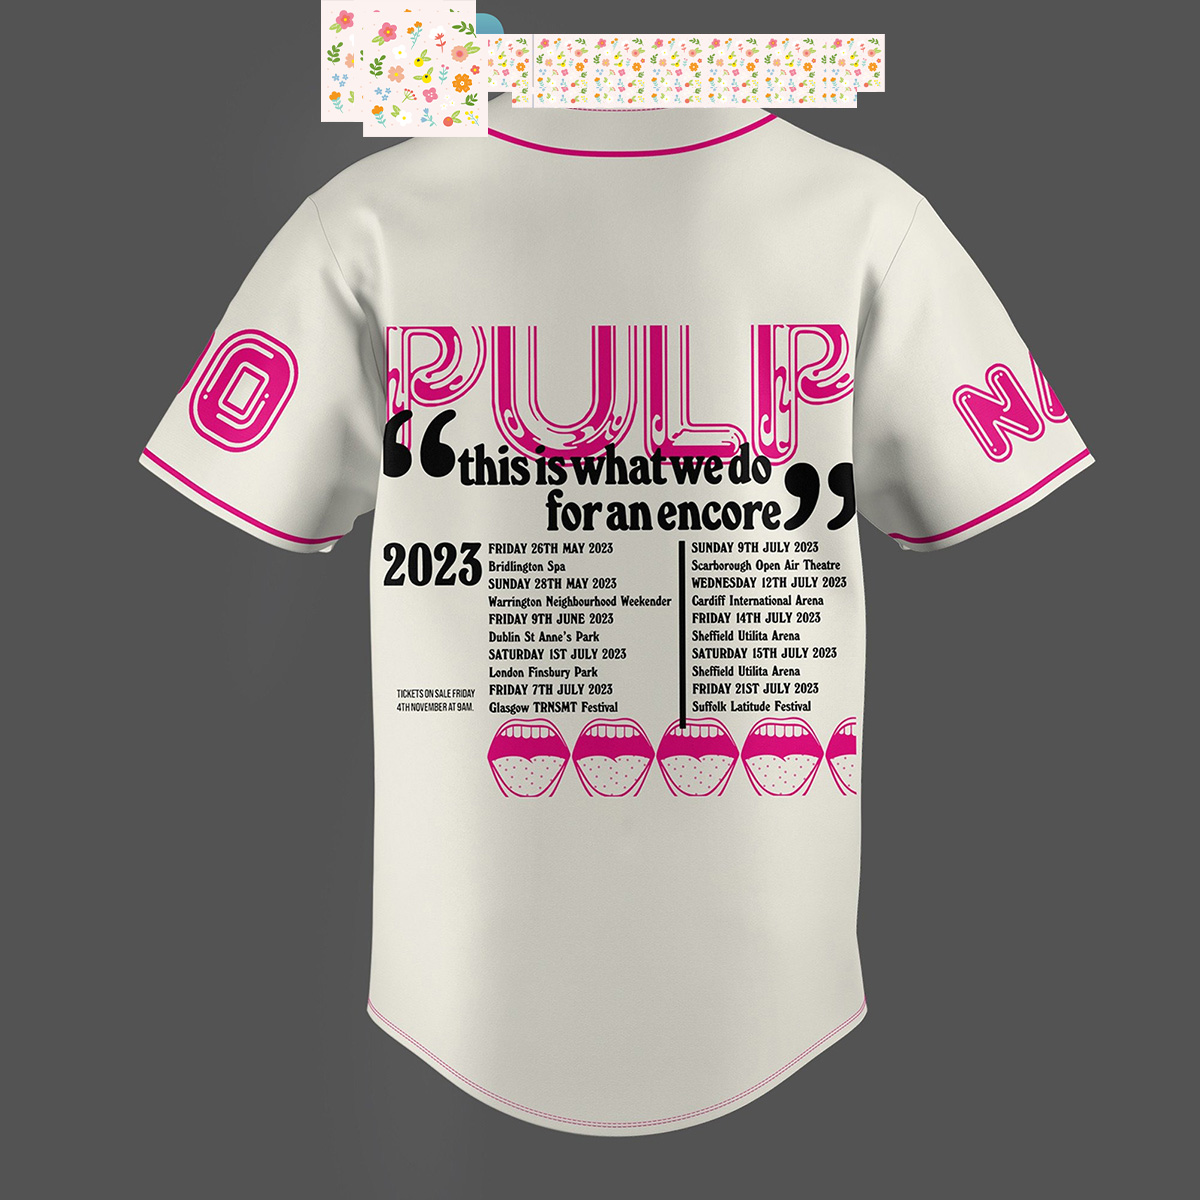 PULP
“this is what we do
for an encore”
2023
FRIDAY 26TH MAY 2023
Bridlington Spa
SUNDAY 28TH MAY 2023
Warrington Neighbourhood Weekender
FRIDAY 9TH JUNE 2023
Dublin St Anne's Park
SATURDAY 1ST JULY 2023
London Finsbury Park
FRIDAY 7TH JULY 2023
Glasgow TRNSMT Festival
SUNDAY 9TH JULY 2023
Scarborough Open Air Theatre
WEDNESDAY 12TH JULY 2023
Cardiff International Arena
FRIDAY 14TH JULY 2023
Sheffield Utilita Arena
SATURDAY 15TH JULY 2023
Sheffield Utilita Arena
FRIDAY 21ST JULY 2023
Suffolk Latitude Festival
TICKETS ON SALE FRIDAY
4TH NOVEMBER AT 9AM.